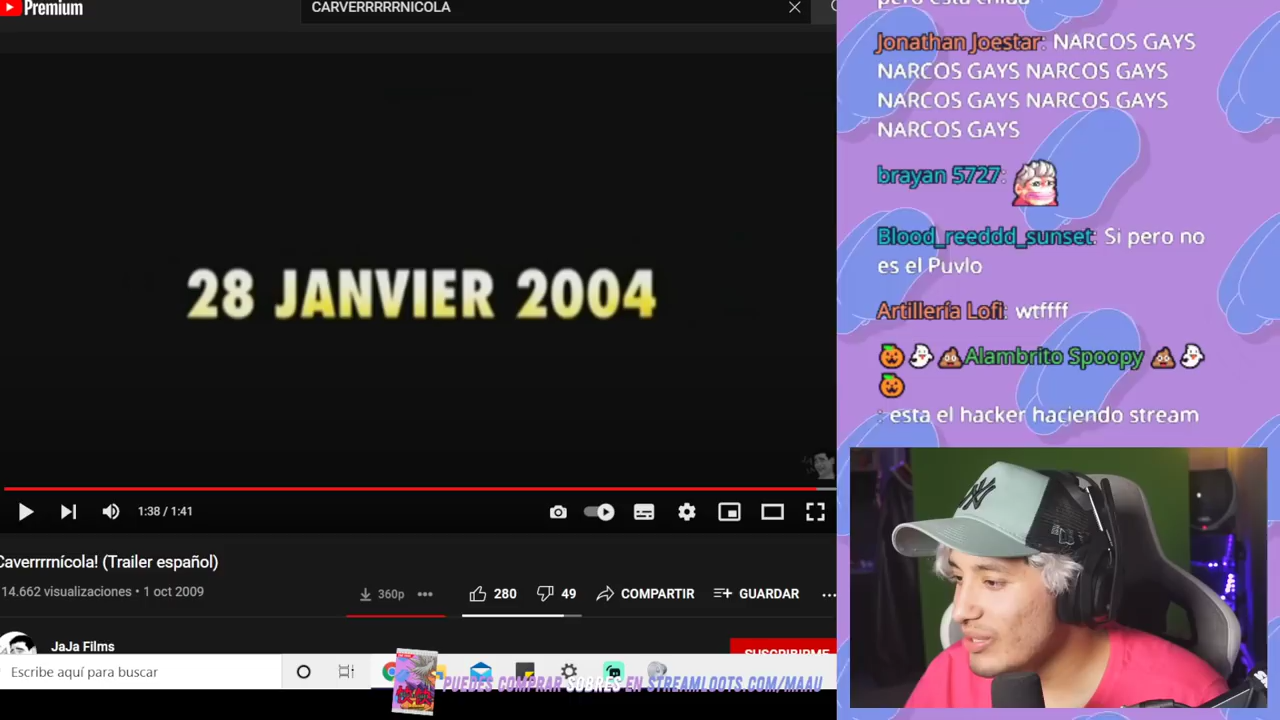 Premium
CARVERRRRRNICOLA
28 JANVIER 2004
1:38 / 1:41
Caverrrrnícola! (Trailer español)
14.662 visualizaciones • 1 oct 2009
360p
280
49
COMPARTIR
GUARDAR
JaJa Films
SUSCRIBIRME
Escribe aquí para buscar
PUEDES COMPRAR SOBRES EN STREAMLOOTS.COM/MAAU
pero esta chida
Jonathan Joestar: NARCOS GAYS
NARCOS GAYS NARCOS GAYS
NARCOS GAYS NARCOS GAYS
NARCOS GAYS
brayan 5727:
Blood_reeddd_sunset: Si pero no
es el Puvlo
Artillería Lofi: wtffff
Alambrito Spoopy
: esta el hacker haciendo stream